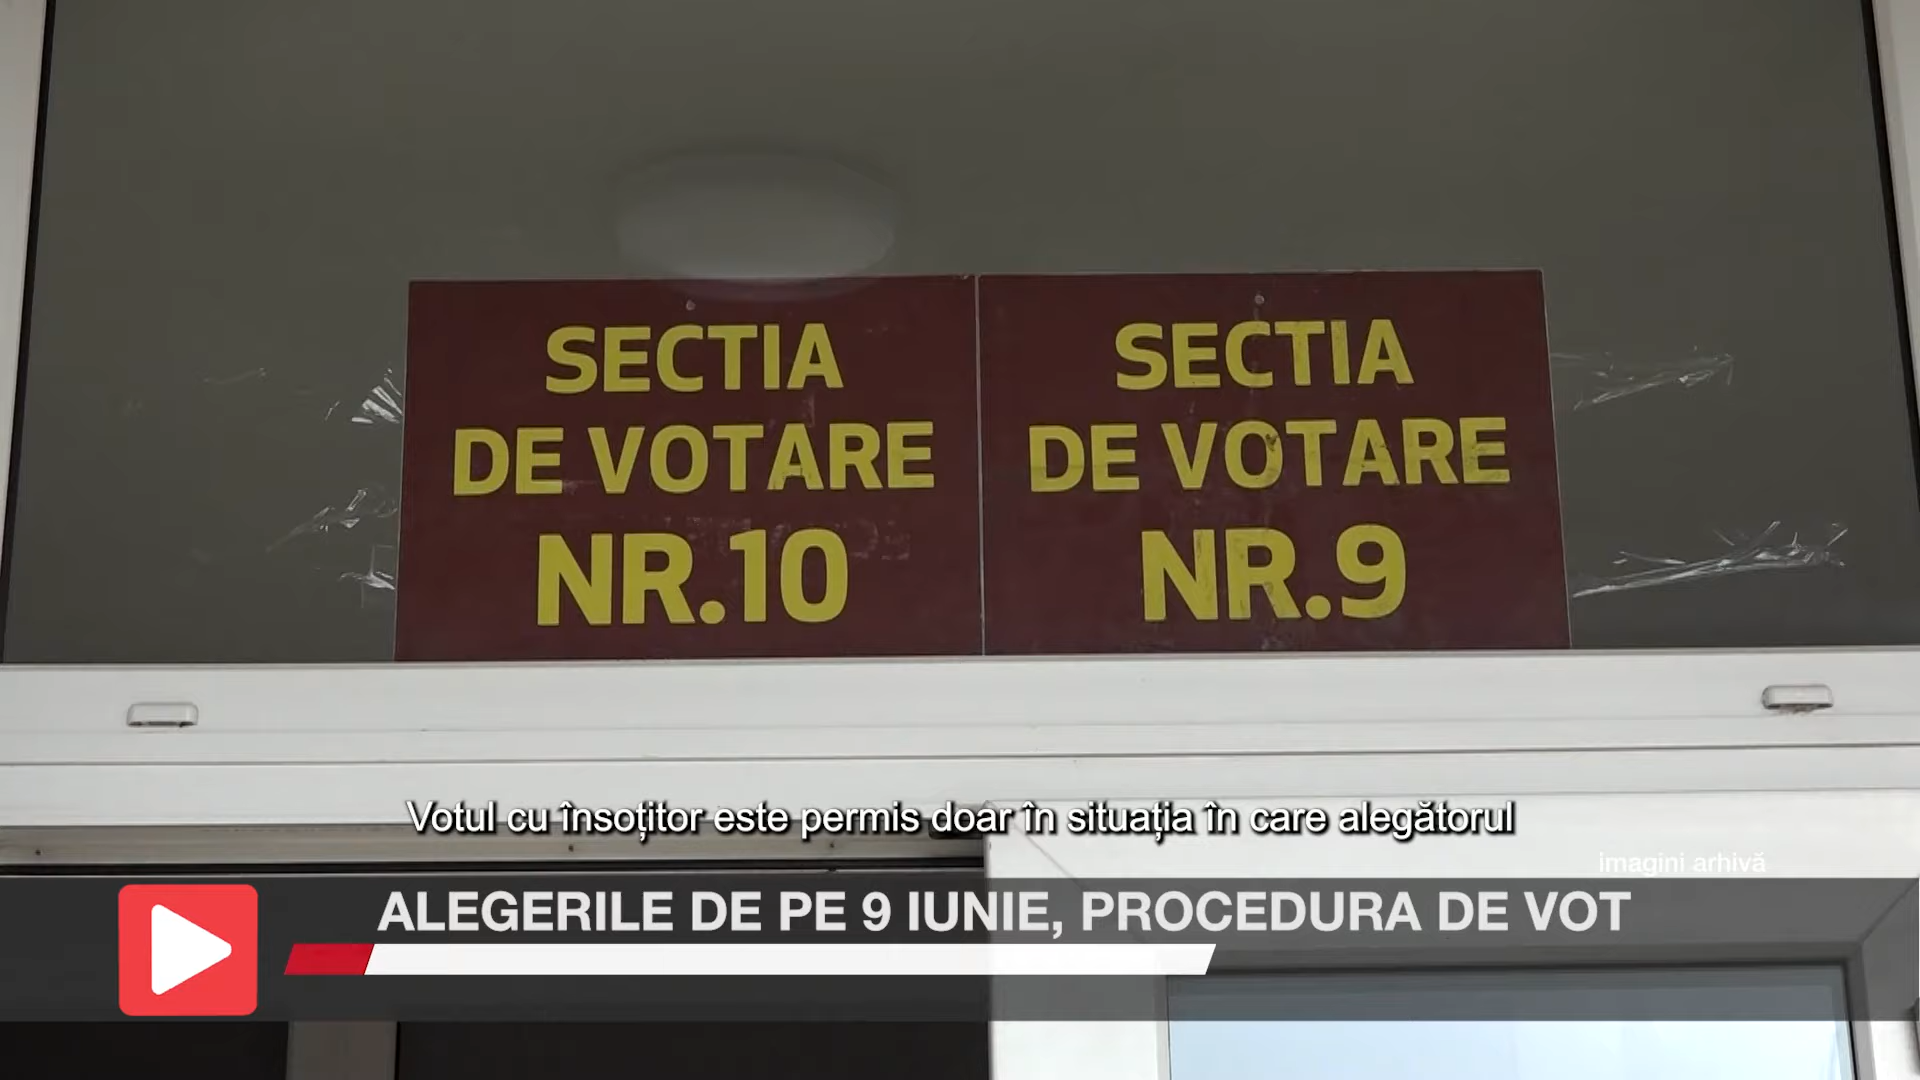 SECTIA
DE VOTARE
NR.10
SECTIA
DE VOTARE
NR.9
Votul cu însoțitor este permis doar în situația în care alegătorul
imagini arhivă
ALEGERILE DE PE 9 IUNIE, PROCEDURA DE VOT